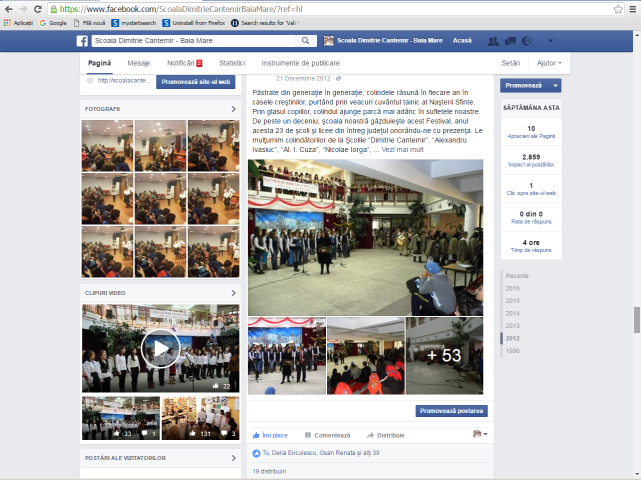 https://www.facebook.com/ScoalaDimitrieCantemirBaiaMare/?ref=hl
Aplicații
Google
Filă nouă
mystartsearch
Uninstall from Firefox
Search results for 'Vali
Scoala Dimitrie Cantemir - Baia Mare
Scoala Dimitrie Cantemir - Baia Mare
Acasă
Pagină
Mesaje
Notificări 2
Statistici
Instrumente de publicare
Setări
Ajutor
http://scoalacante...
Promovează site-ul web
FOTOGRAFII
CLIPURI VIDEO
22
33
1
131
3
POSTĂRI ALE VIZITATORILOR
21 Decembrie 2012
Păstrate din generație în generație, colindele răsună în fiecare an în
casele creștinilor, purtând prin veacuri cuvântul tainic al Nașterii Sfinte.
Prin glasul copiilor, colindul ajunge parcă mai adânc în sufletele noastre.
De peste un deceniu, școala noastră găzduiește acest Festival, anul
acesta 23 de școli și licee din întreg județul onorându-ne cu prezența. Le
mulțumim colindătorilor de la Școlile "Dimitrie Cantemir", "Alexandru
Ivasiuc", "Al. I. Cuza", "Nicolae Iorga", ... Vezi mai mult
+ 53
Promovează postarea
Îmi place
Comentează
Distribuie
Tu, Delia Eniculescu, Osan Renata și alți 39
19 distribuiri
Promovează
SĂPTĂMÂNA ASTA
10
Aprecieri ale Paginii
2.859
Impact al postărilor
1
Clic spre site-ul web
0 din 0
Rata de răspuns
4 ore
Timp de răspuns
Recente
2016
2015
2014
2013
2012
1996